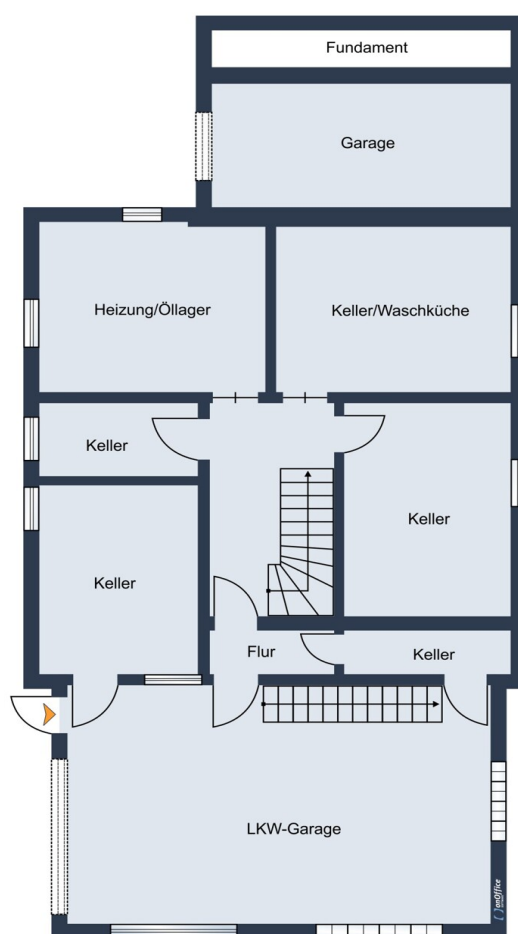 Fundament
Garage
Heizung/Öllager
Keller/Waschküche
Keller
Keller
Keller
Flur
Keller
LKW-Garage
onOffice